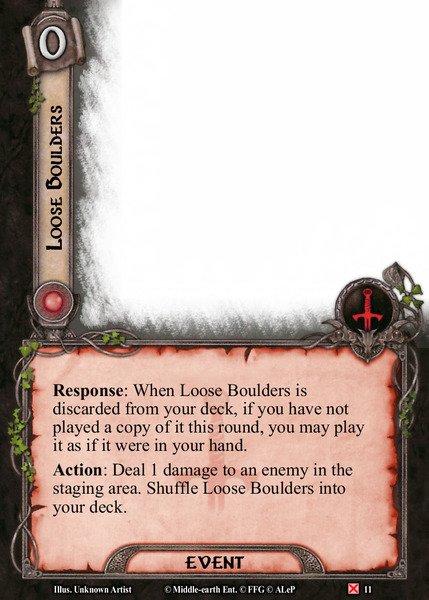 0
Loose Boulders
Response: When Loose Boulders is
discarded from your deck, if you have not
played a copy of it this round, you may play
it as if it were in your hand.
Action: Deal 1 damage to an enemy in the
staging area. Shuffle Loose Boulders into
your deck.
EVENT
Illus. Unknown Artist © Middle-earth Ent. © FFG © ALeP 11